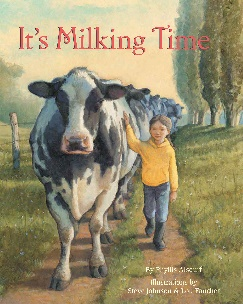 It's Milking Time
By Phyllis Alsdurf
Illustrations by
Steve Johnson & Lou Fancher